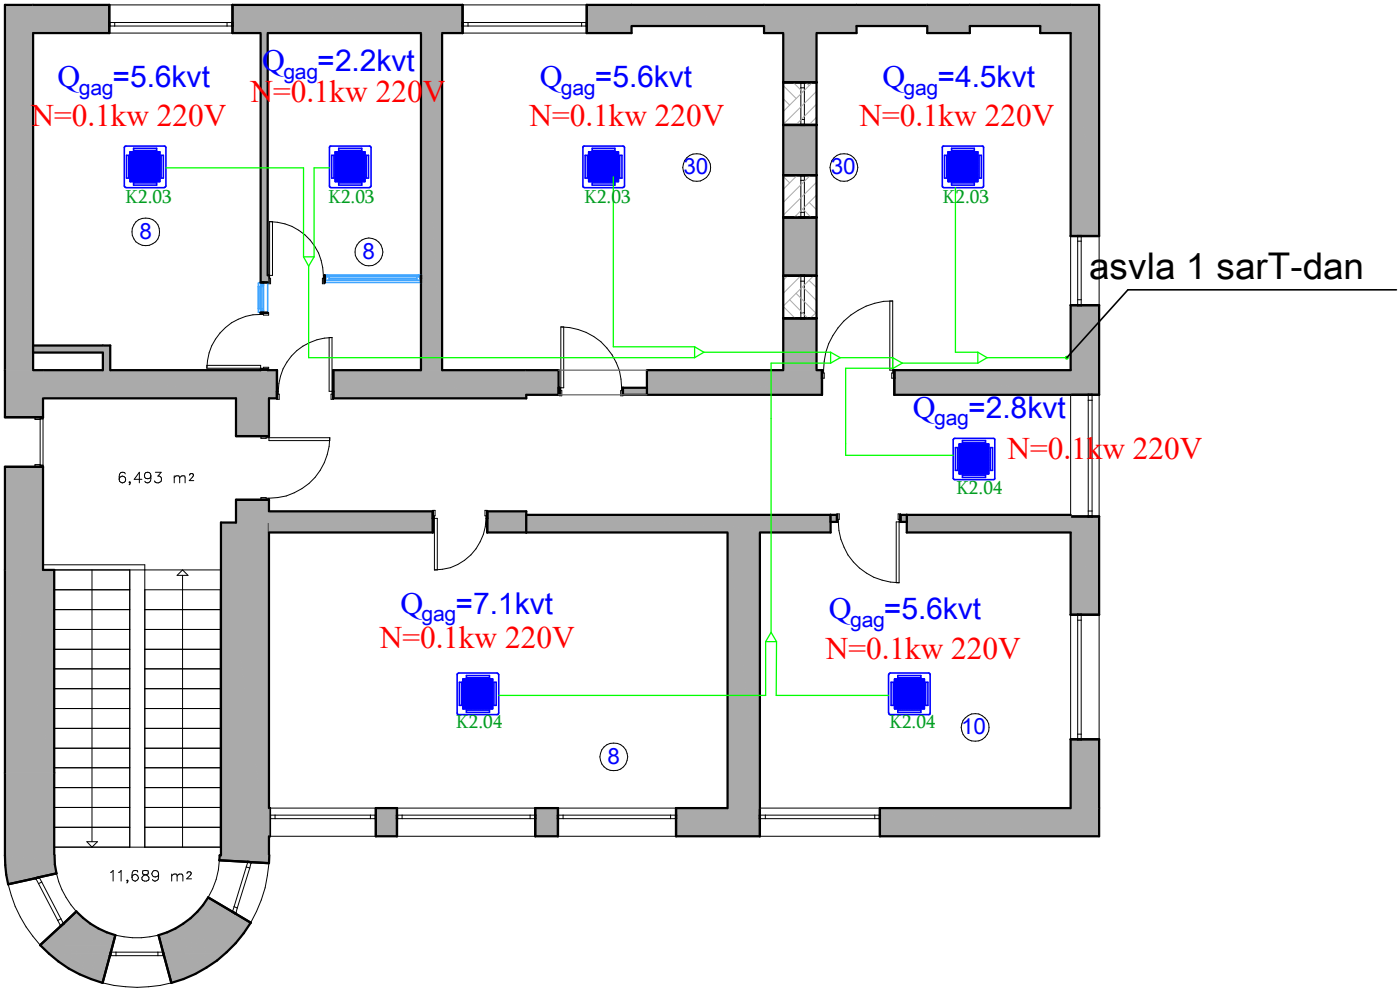 Qgag=5.6kvt
N=0.1kw 220V
K2.03
8
Qgag=2.2kvt
N=0.1kw 220V
K2.03
8
Qgag=5.6kvt
N=0.1kw 220V
K2.03
30
Qgag=4.5kvt
N=0.1kw 220V
30
K2.03
asvla 1 sarT-dan
Qgag=2.8kvt
N=0.1kw 220V
K2.04
6,493 m²
Qgag=7.1kvt
N=0.1kw 220V
K2.04
8
Qgag=5.6kvt
N=0.1kw 220V
K2.04
10
11,689 m²